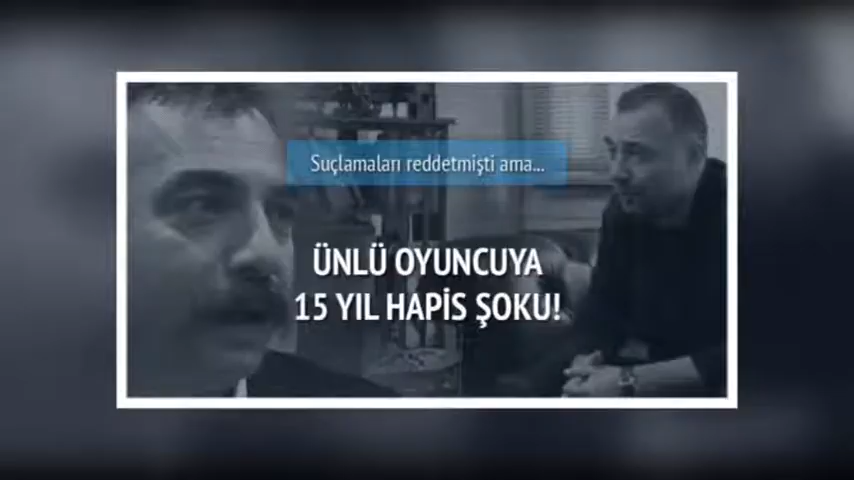 Suçlamaları reddetmişti ama...
ÜNLÜ OYUNCUYA
15 YIL HAPİS ŞOKU!